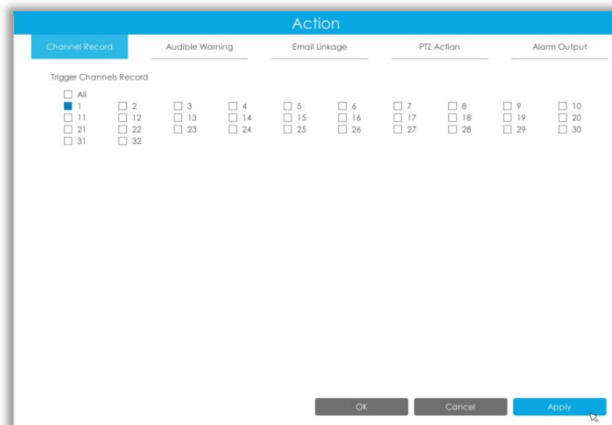 Action
Channel Record Audible Warning Email Linkage PTZ Action Alarm Output
Trigger Channels Record
All
1 2 3 4 5 6 7 8 9 10
11 12 13 14 15 16 17 18 19 20
21 22 23 24 25 26 27 28 29 30
31 32
OK Cancel Apply